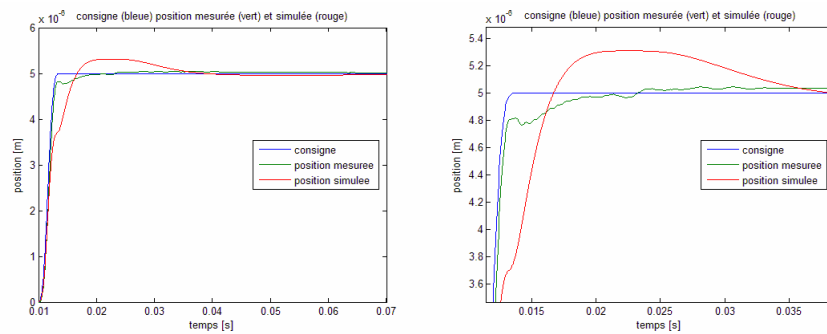 consigne (bleue) position mesurée (vert) et simulée (rouge)
x 10⁻⁶
6
5
4
3
2
1
0
0.01
0.02
0.03
0.04
0.05
0.06
0.07
position [m]
temps [s]
consigne
position mesuree
position simulee
consigne (bleue) position mesurée (vert) et simulée (rouge)
x 10⁻⁶
5.4
5.2
5
4.8
4.6
4.4
4.2
4
3.8
3.6
0.015
0.02
0.025
0.03
0.035
position [m]
temps [s]
consigne
position mesuree
position simulee